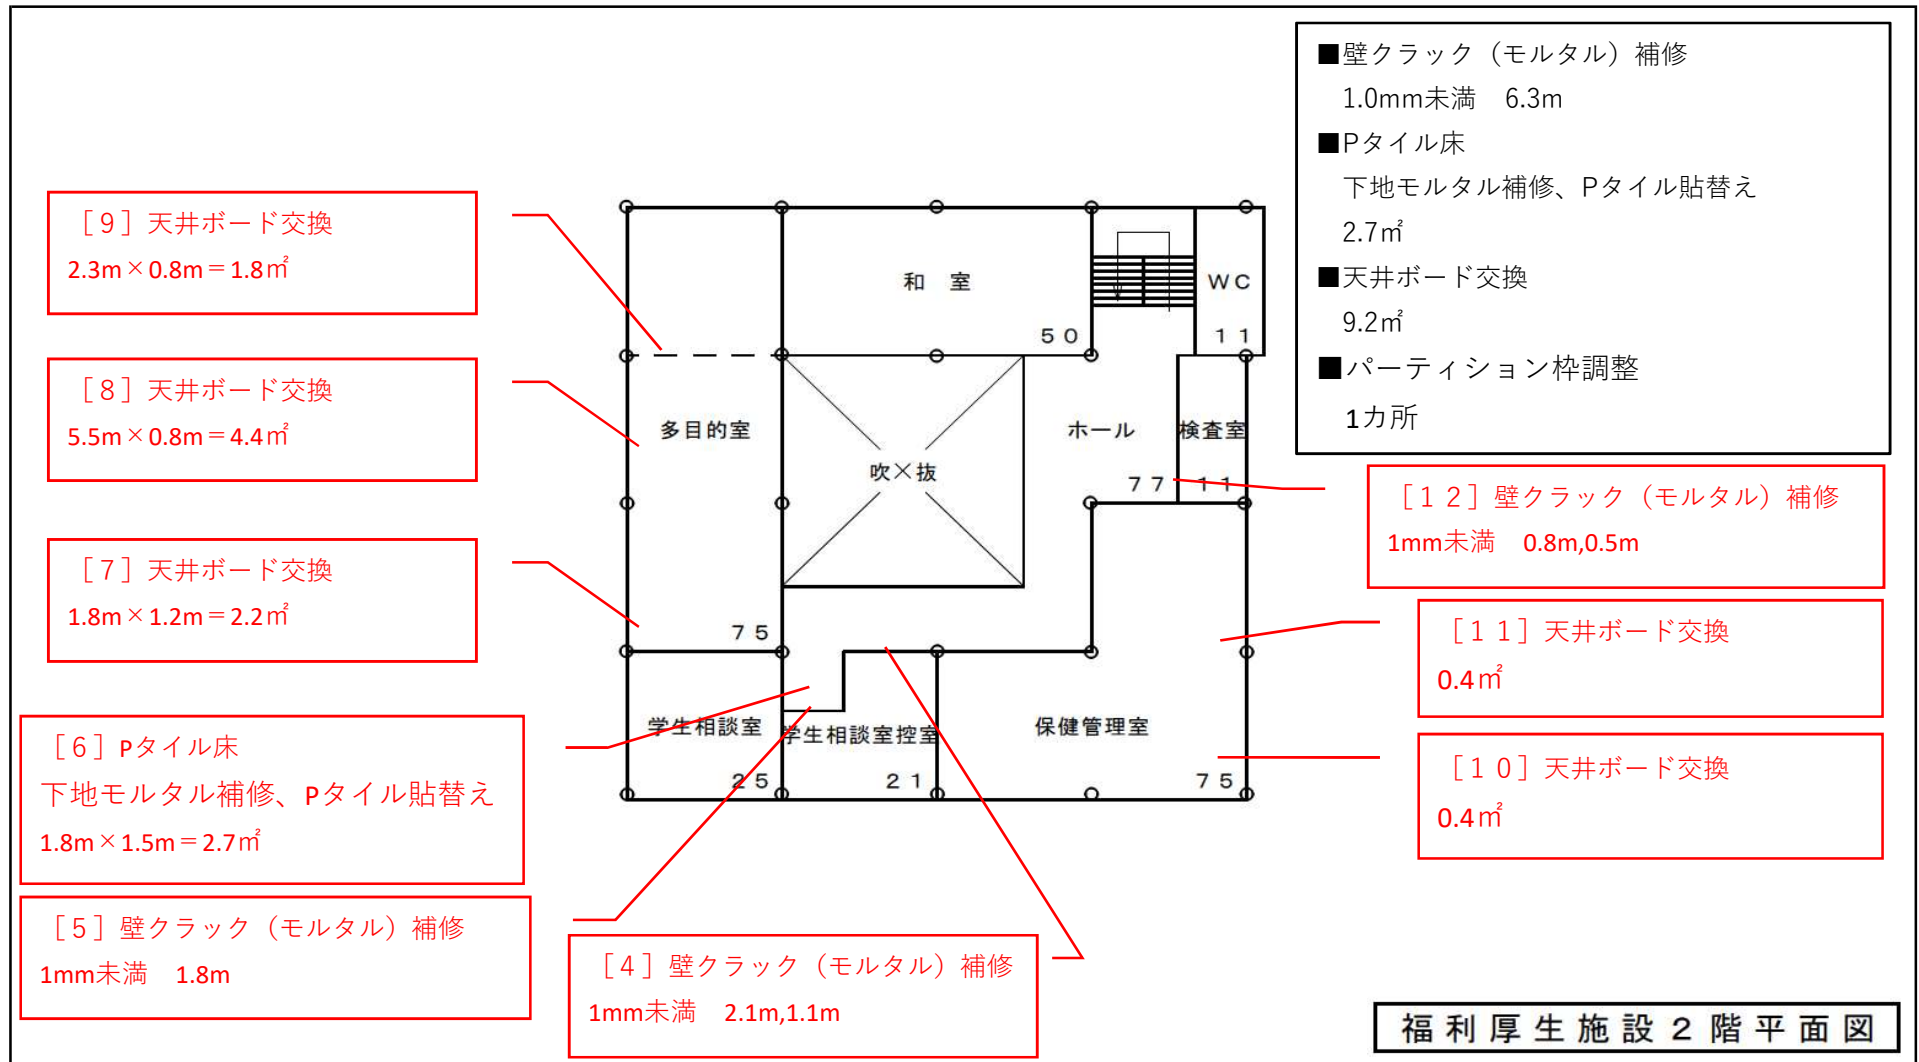 ■壁クラック（モルタル）補修
1.0mm未満　6.3m
■Pタイル床
下地モルタル補修、Pタイル貼替え
2.7㎡
■天井ボード交換
9.2㎡
■パーティション枠調整
1カ所
［９］天井ボード交換
2.3m×0.8m＝1.8㎡
［８］天井ボード交換
5.5m×0.8m＝4.4㎡
［７］天井ボード交換
1.8m×1.2m＝2.2㎡
［６］Pタイル床
下地モルタル補修、Pタイル貼替え
1.8m×1.5m＝2.7㎡
［５］壁クラック（モルタル）補修
1mm未満　1.8m
［４］壁クラック（モルタル）補修
1mm未満　2.1m,1.1m
和　室
５０
ＷＣ
１１
多目的室
７５
吹　抜
ホール
７７
検査室
１１
学生相談室
２５
学生相談室控室
２１
保健管理室
７５
［１２］壁クラック（モルタル）補修
1mm未満　0.8m,0.5m
［１１］天井ボード交換
0.4㎡
［１０］天井ボード交換
0.4㎡
福利厚生施設２階平面図